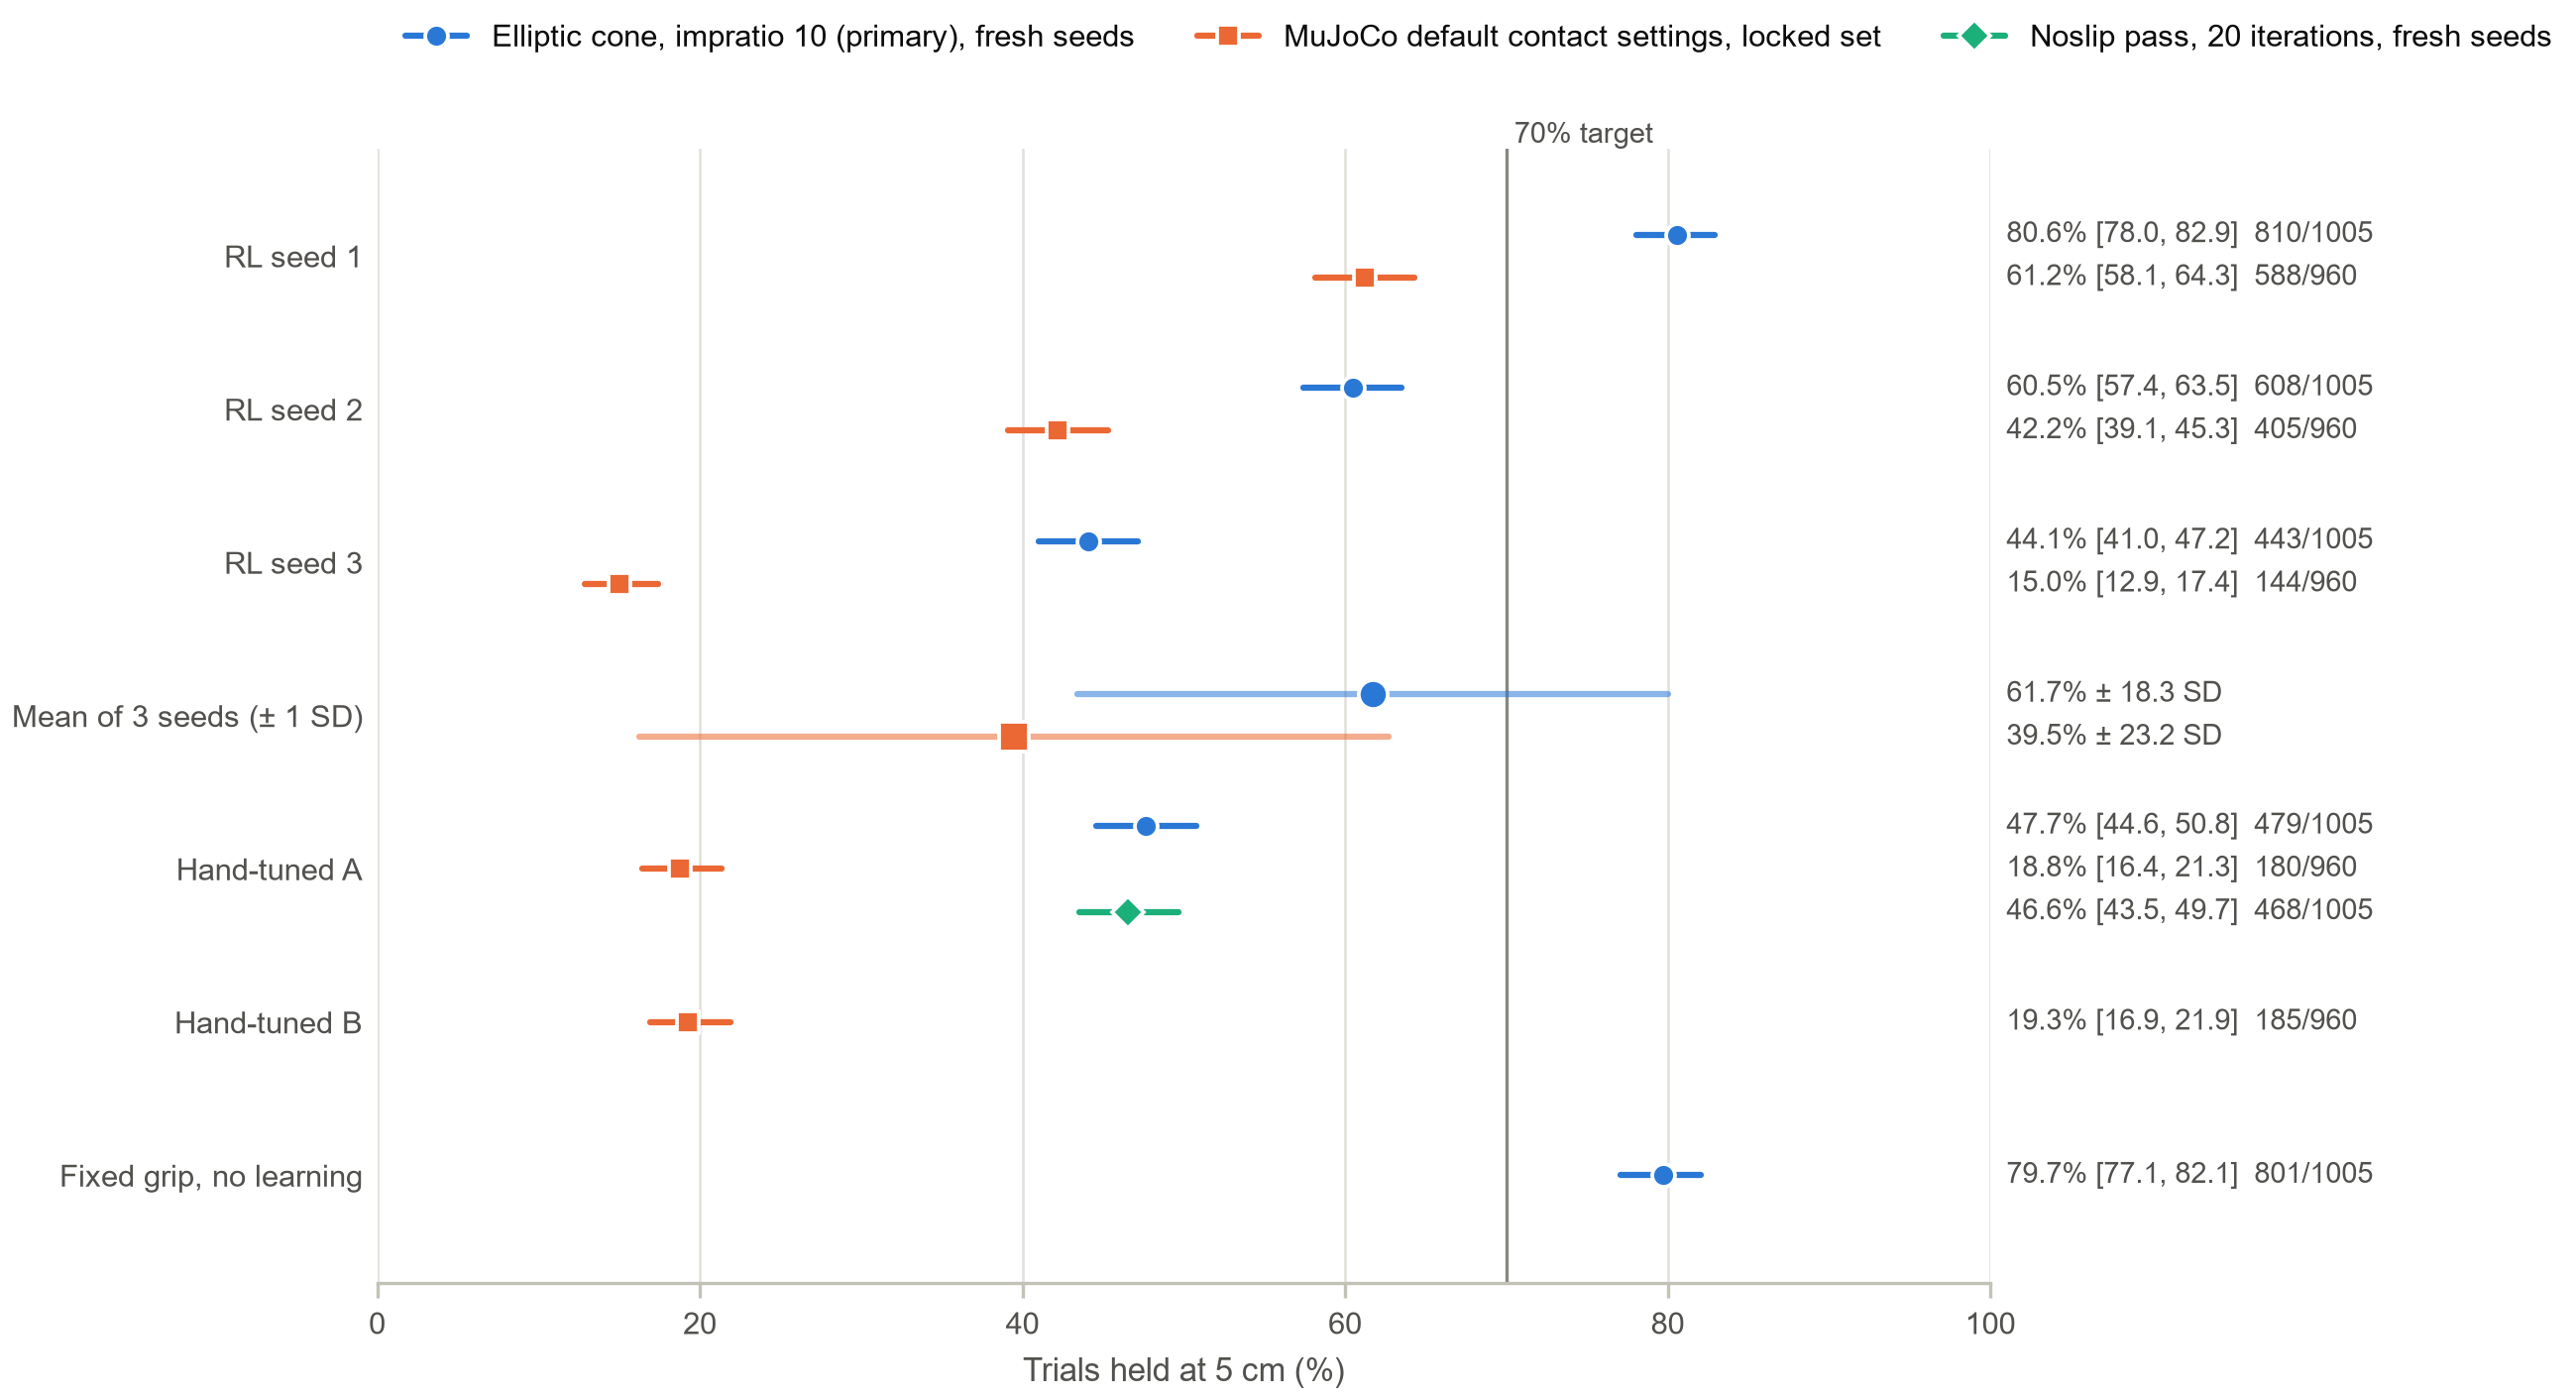 Elliptic cone, impratio 10 (primary), fresh seeds
MuJoCo default contact settings, locked set
Noslip pass, 20 iterations, fresh seeds
70% target
RL seed 1
80.6% [78.0, 82.9] 810/1005
61.2% [58.1, 64.3] 588/960
RL seed 2
60.5% [57.4, 63.5] 608/1005
42.2% [39.1, 45.3] 405/960
RL seed 3
44.1% [41.0, 47.2] 443/1005
15.0% [12.9, 17.4] 144/960
Mean of 3 seeds (± 1 SD)
61.7% ± 18.3 SD
39.5% ± 23.2 SD
Hand-tuned A
47.7% [44.6, 50.8] 479/1005
18.8% [16.4, 21.3] 180/960
46.6% [43.5, 49.7] 468/1005
Hand-tuned B
19.3% [16.9, 21.9] 185/960
Fixed grip, no learning
79.7% [77.1, 82.1] 801/1005
0 20 40 60 80 100
Trials held at 5 cm (%)